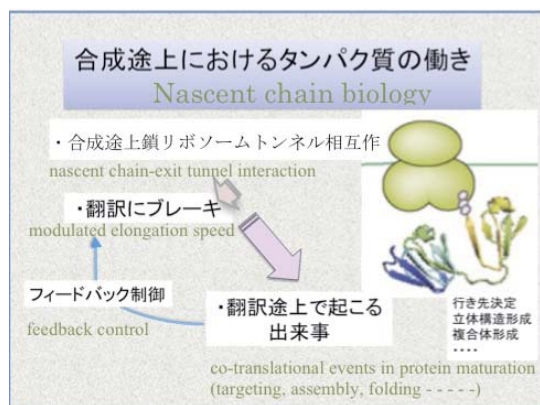 合成途上におけるタンパク質の働き
Nascent chain biology
・合成途上鎖リボソームトンネル相互作
nascent chain-exit tunnel interaction
・翻訳にブレーキ
modulated elongation speed
フィードバック制御
feedback control
・翻訳途上で起こる
出来事
行き先決定
立体構造形成
複合体形成
・・・・
co-translational events in protein maturation
(targeting, assembly, folding - - - - -)